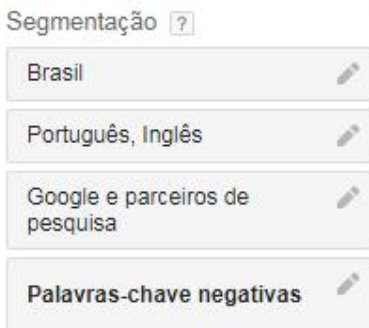 Segmentação ?
Brasil
Português, Inglês
Google e parceiros de
pesquisa
Palavras-chave negativas